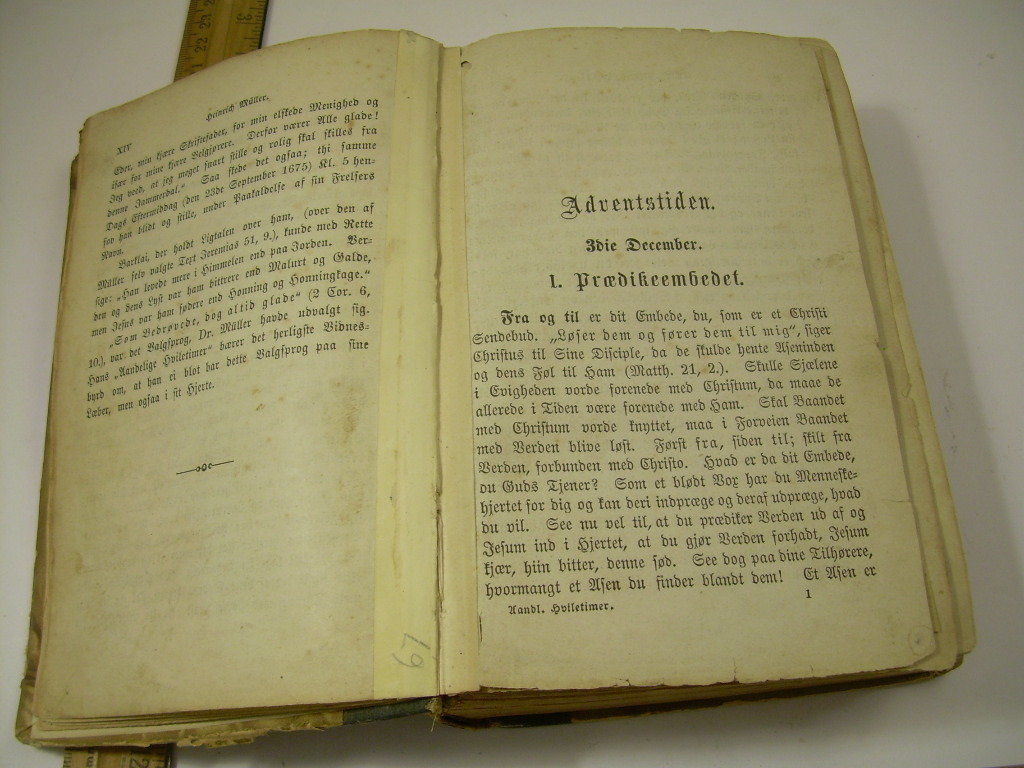 XIV
Heinrich Müller.
Eder, min kjære Skriftefader, for min elskede Menighed og
især for mine kjære Velgjørere. Derfor værer Alle glade!
Jeg veed, at jeg meget snart stille og rolig skal skilles fra
denne Jammerdal." Saa skede det ogsaa; thi samme
Dags Eftermiddag (den 23de September 1675) Kl. 5 hen-
sov han blidt og stille, under Paakaldelse af sin Frelsers
Navn.
Barkløi, der holdt Ligtalen over ham, (over den af
Müller selv valgte Text Jeremias 51, 9.), kunde med Rette
sige: „Han levede mere i Himmelen end paa Jorden. Ver-
den og dens Lyst var ham bittrere end Malurt og Galde,
men Jesus var ham sødere end Honning og Honningkage."
„Som Bedrøvede, dog altid glade" (2 Cor. 6,
10.), var det Valgsprog, Dr. Müller havde udvalgt sig.
Hans „Aandelige Hviletimer" bærer det herligste Vidnes-
byrd om, at han ei blot bar dette Valgsprog paa sine
Læber, men ogsaa i sit Hjerte.
Adventstiden.
3die December.
1. Prædikeembedet.
Fra og til er dit Embede, du, som er et Christi
Sendebud. „Løser dem og fører dem til mig", siger
Christus til Sine Disciple, da de skulde hente Aseninden
og dens Føl til Ham (Matth. 21, 2.). Skulle Sjælene
i Evigheden vorde forenede med Christum, da maae de
allerede i Tiden være forenede med Ham. Skal Baandet
med Christum vorde knyttet, maa i Forveien Baandet
med Verden blive løst. Først fra, siden til; skilt fra
Verden, forbunden med Christo. Hvad er da dit Embede,
du Guds Tjener? Som et blødt Vox har du Menneske-
hjertet for dig og kan deri indpræge og deraf udpræge, hvad
du vil. See nu vel til, at du prædiker Verden ud af og
Jesum ind i Hjertet, at du gjør Verden forhadt, Jesum
kjær, hiin bitter, denne sød. See dog paa dine Tilhørere,
hvormangt et Asen du finder blandt dem! Et Asen er
Aandl. Hviletimer.
1
67
22 23